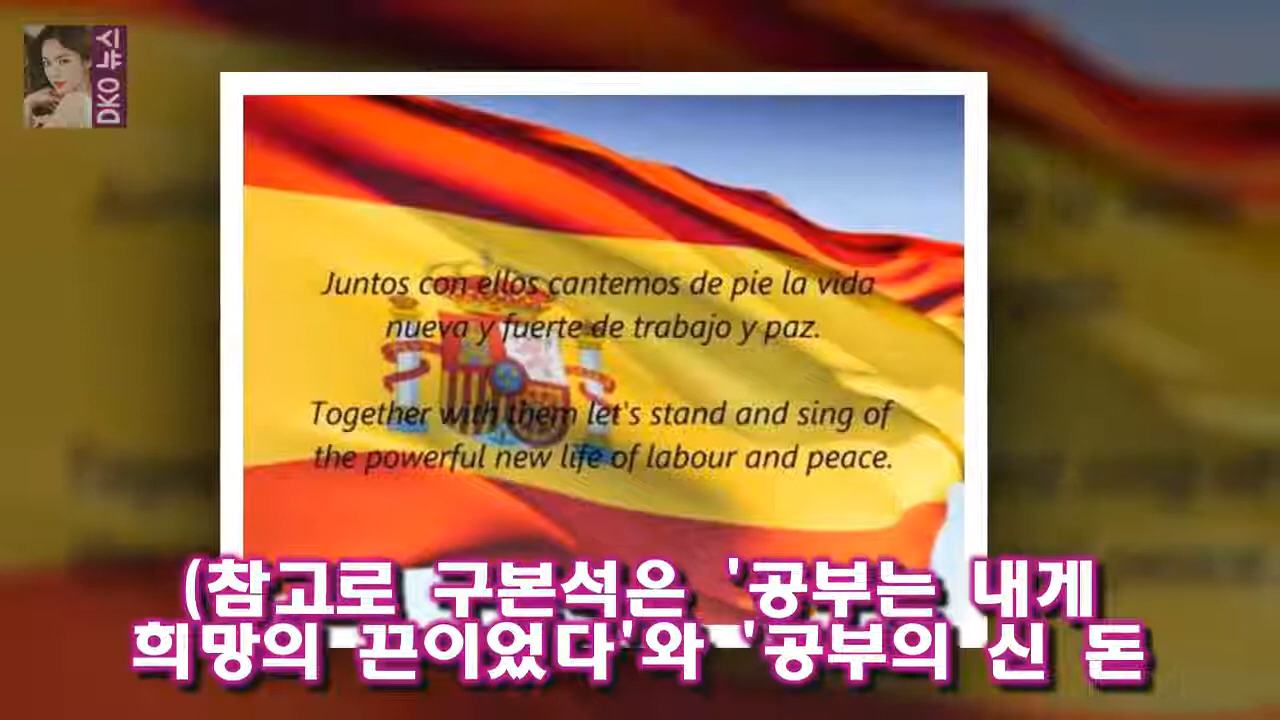 DKO 뉴스
Juntos con ellos cantemos de pie la vida
nueva y fuerte de trabajo y paz.
Together with them let's stand and sing of
the powerful new life of labour and peace.
(참고로 구본석은 '공부는 내게
희망의 끈이었다'와 '공부의 신 돈